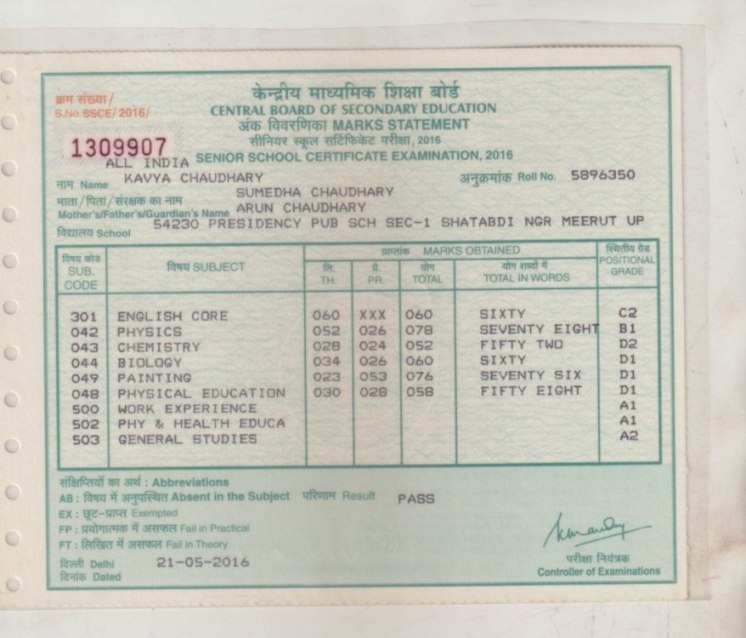 क्रम संख्या/
S.No.SSCE/2016/
1309907
केन्द्रीय माध्यमिक शिक्षा बोर्ड
CENTRAL BOARD OF SECONDARY EDUCATION
अंक विवरणिका MARKS STATEMENT
सीनियर स्कूल सर्टिफिकेट परीक्षा, 2016
ALL INDIA SENIOR SCHOOL CERTIFICATE EXAMINATION, 2016
नाम Name KAVYA CHAUDHARY अनुक्रमांक Roll No. 5896350
SUMEDHA CHAUDHARY
माता/पिता/संरक्षक का नाम
Mother's/Father's/Guardian's Name ARUN CHAUDHARY
विद्यालय School 54230 PRESIDENCY PUB SCH SEC-1 SHATABDI NGR MEERUT UP
विषय कोड SUB. CODE विषय SUBJECT प्राप्तांक MARKS OBTAINED स्थितीय ग्रेड POSITIONAL GRADE
लि. TH. प्रै. PR. योग TOTAL योग शब्दों में TOTAL IN WORDS
301 ENGLISH CORE 060 XXX 060 SIXTY C2
042 PHYSICS 052 026 078 SEVENTY EIGHT B1
043 CHEMISTRY 028 024 052 FIFTY TWO D2
044 BIOLOGY 034 026 060 SIXTY D1
049 PAINTING 023 053 076 SEVENTY SIX D1
048 PHYSICAL EDUCATION 030 028 058 FIFTY EIGHT D1
500 WORK EXPERIENCE A1
502 PHY & HEALTH EDUCA A1
503 GENERAL STUDIES A2
संक्षिप्तियों का अर्थ : Abbreviations
AB : विषय में अनुपस्थित Absent in the Subject परिणाम Result PASS
EX : छूट-प्राप्त Exempted
FP : प्रयोगात्मक में असफल Fail in Practical
FT : लिखित में असफल Fail in Theory
दिल्ली Delhi 21-05-2016
दिनांक Dated
परीक्षा नियंत्रक
Controller of Examinations